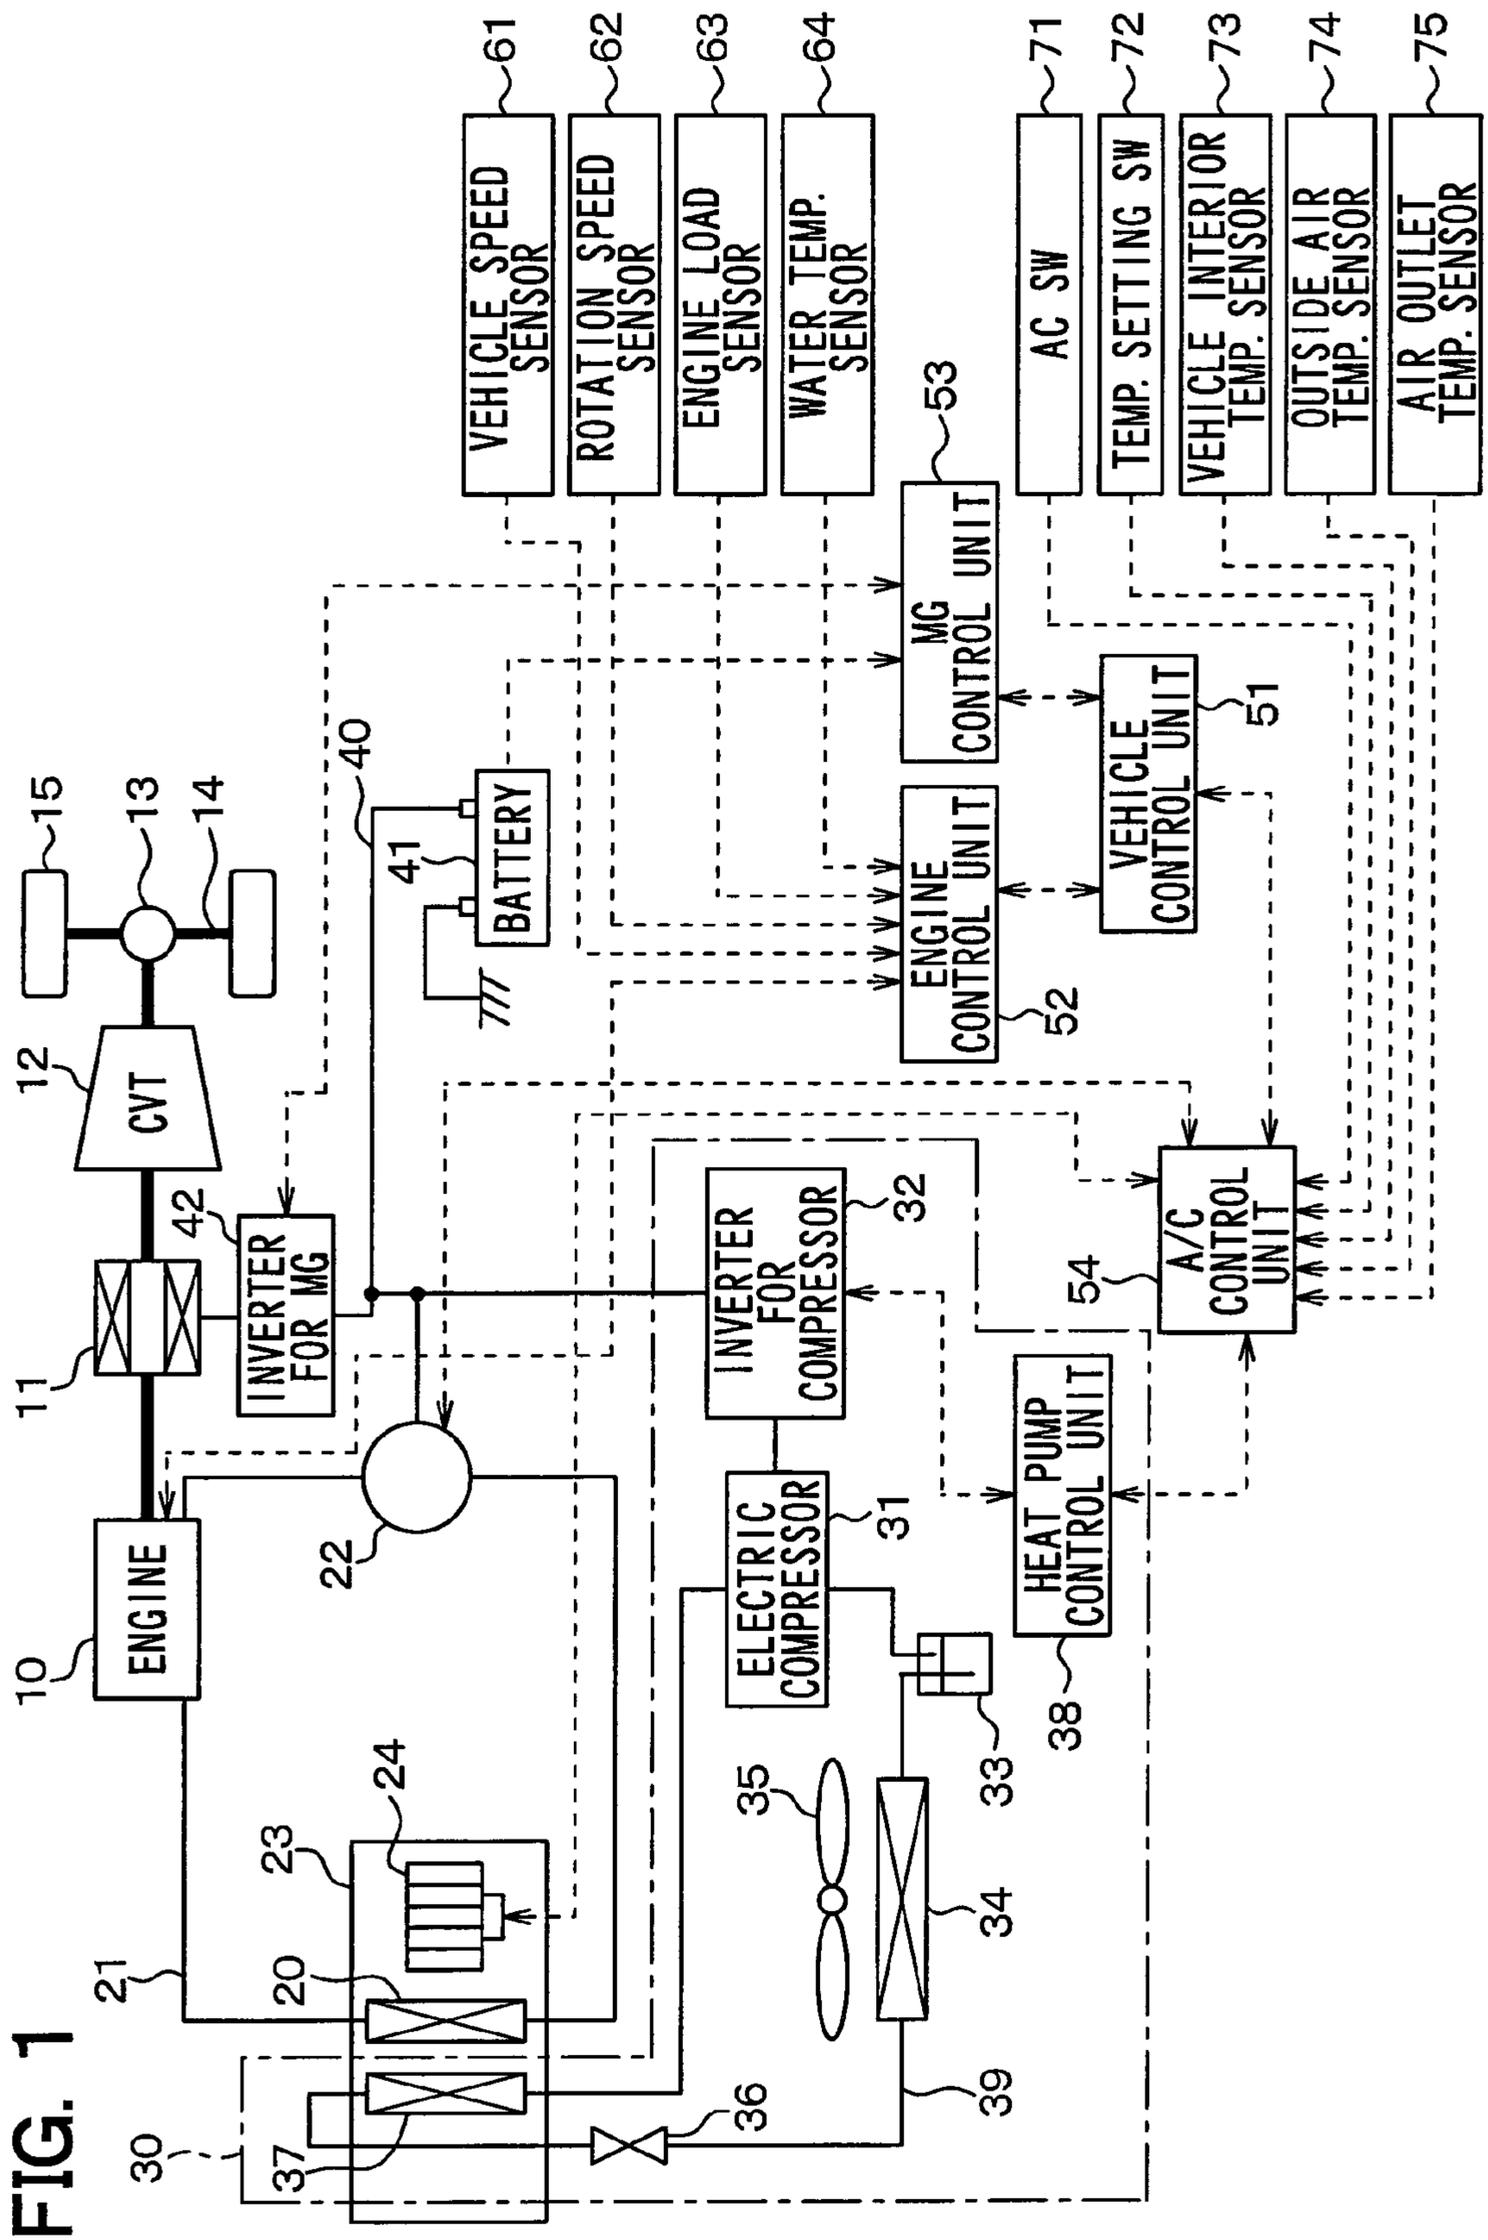 FIG. 1
10
ENGINE
11
12
CVT
15
13
14
42
INVERTER
FOR MG
40
41
BATTERY
21
22
23
24
20
37
30
36
35
34
39
33
ELECTRIC
COMPRESSOR
31
INVERTER
FOR
COMPRESSOR
32
HEAT PUMP
CONTROL UNIT
38
54
A/C
CONTROL
UNIT
ENGINE
CONTROL UNIT
52
MG
CONTROL UNIT
53
VEHICLE
CONTROL UNIT
51
VEHICLE SPEED
SENSOR
61
ROTATION SPEED
SENSOR
62
ENGINE LOAD
SENSOR
63
WATER TEMP.
SENSOR
64
AC SW
71
TEMP. SETTING SW
72
VEHICLE INTERIOR
TEMP. SENSOR
73
OUTSIDE AIR
TEMP. SENSOR
74
AIR OUTLET
TEMP. SENSOR
75